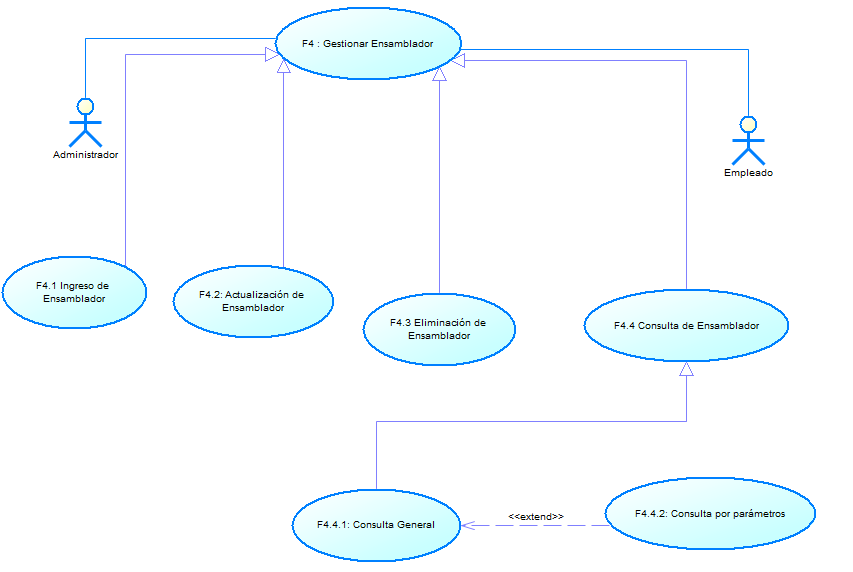 F4 : Gestionar Ensamblador
Administrador
Empleado
F4.1 Ingreso de
Ensamblador
F4.2: Actualización de
Ensamblador
F4.3 Eliminación de
Ensamblador
F4.4 Consulta de Ensamblador
F4.4.1: Consulta General
<<extend>>
F4.4.2: Consulta por parámetros